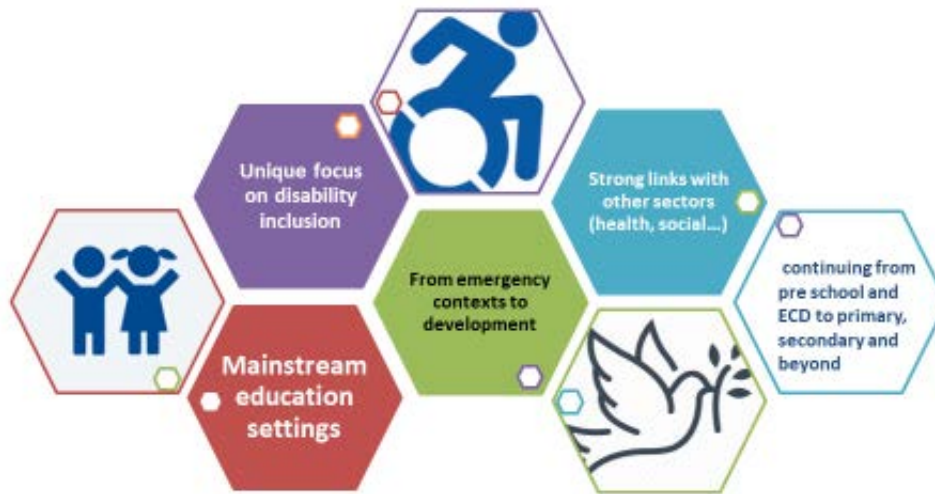 Unique focus
on disability
inclusion
Strong links with
other sectors
(health, social...)
From emergency
contexts to
development
continuing from
pre school and
ECD to primary,
secondary and
beyond
Mainstream
education
settings